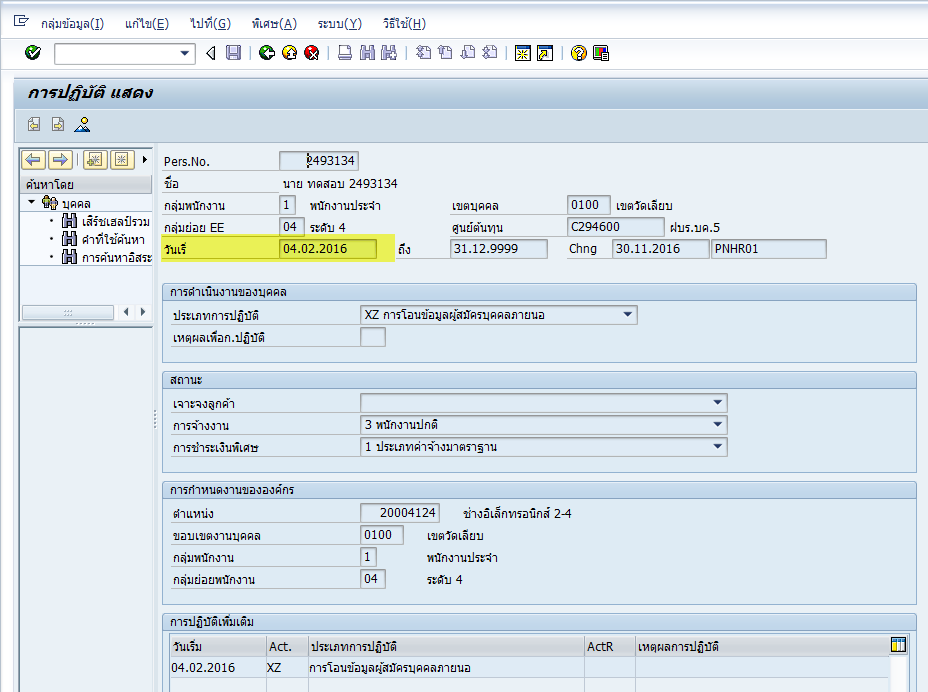 กลุ่มข้อมูล(I) แก้ไข(E) ไปที่(G) พิเศษ(A) ระบบ(Y) วิธีใช้(H)
การปฏิบัติ แสดง
ค้นหาโดย
บุคคล
เสิร์ชเฮลป์รวม
คำที่ใช้ค้นหา
การค้นหาอิสระ
Pers.No. 2493134
ชื่อ นาย ทดสอบ 2493134
กลุ่มพนักงาน 1 พนักงานประจำ เขตบุคคล 0100 เขตวัดเลียบ
กลุ่มย่อย EE 04 ระดับ 4 ศูนย์ต้นทุน C294600 ฝบร.บค.5
วันเริ่ 04.02.2016 ถึง 31.12.9999 Chng 30.11.2016 PNHR01
การดำเนินงานของบุคคล
ประเภทการปฏิบัติ XZ การโอนข้อมูลผู้สมัครบุคคลภายนอ
เหตุผลเพื่อก.ปฏิบัติ
สถานะ
เจาะจงลูกค้า
การจ้างงาน 3 พนักงานปกติ
การชำระเงินพิเศษ 1 ประเภทค่าจ้างมาตราฐาน
การกำหนดงานขององค์กร
ตำแหน่ง 20004124 ช่างอิเล็กทรอนิกส์ 2-4
ขอบเขตงานบุคคล 0100 เขตวัดเลียบ
กลุ่มพนักงาน 1 พนักงานประจำ
กลุ่มย่อยพนักงาน 04 ระดับ 4
การปฏิบัติเพิ่มเติม
วันเริ่ม Act. ประเภทการปฏิบัติ ActR เหตุผลการปฏิบัติ
04.02.2016 XZ การโอนข้อมูลผู้สมัครบุคคลภายนอ